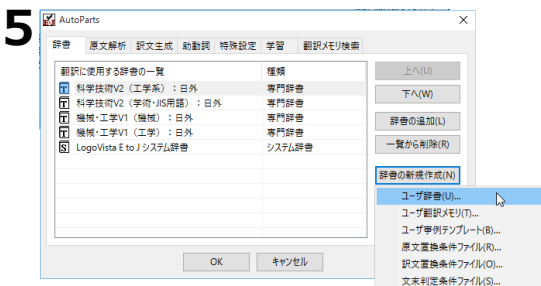 5
AutoParts
辞書 原文解析 訳文生成 助動詞 特殊設定 学習 翻訳メモリ検索
翻訳に使用する辞書の一覧 種類
科学技術V2（工学系）：日外 専門辞書
科学技術V2（学術・JIS用語）：日外 専門辞書
機械・工学V1（機械）：日外 専門辞書
機械・工学V1（工学）：日外 専門辞書
LogoVista E to J システム辞書 システム辞書
上へ(U)
下へ(W)
辞書の追加(L)
一覧から削除(R)
辞書の新規作成(N)
ユーザ辞書(U)...
ユーザ翻訳メモリ(T)...
ユーザ事例テンプレート(B)...
原文置換条件ファイル(R)...
訳文置換条件ファイル(O)...
文末判定条件ファイル(S)...
OK キャンセル